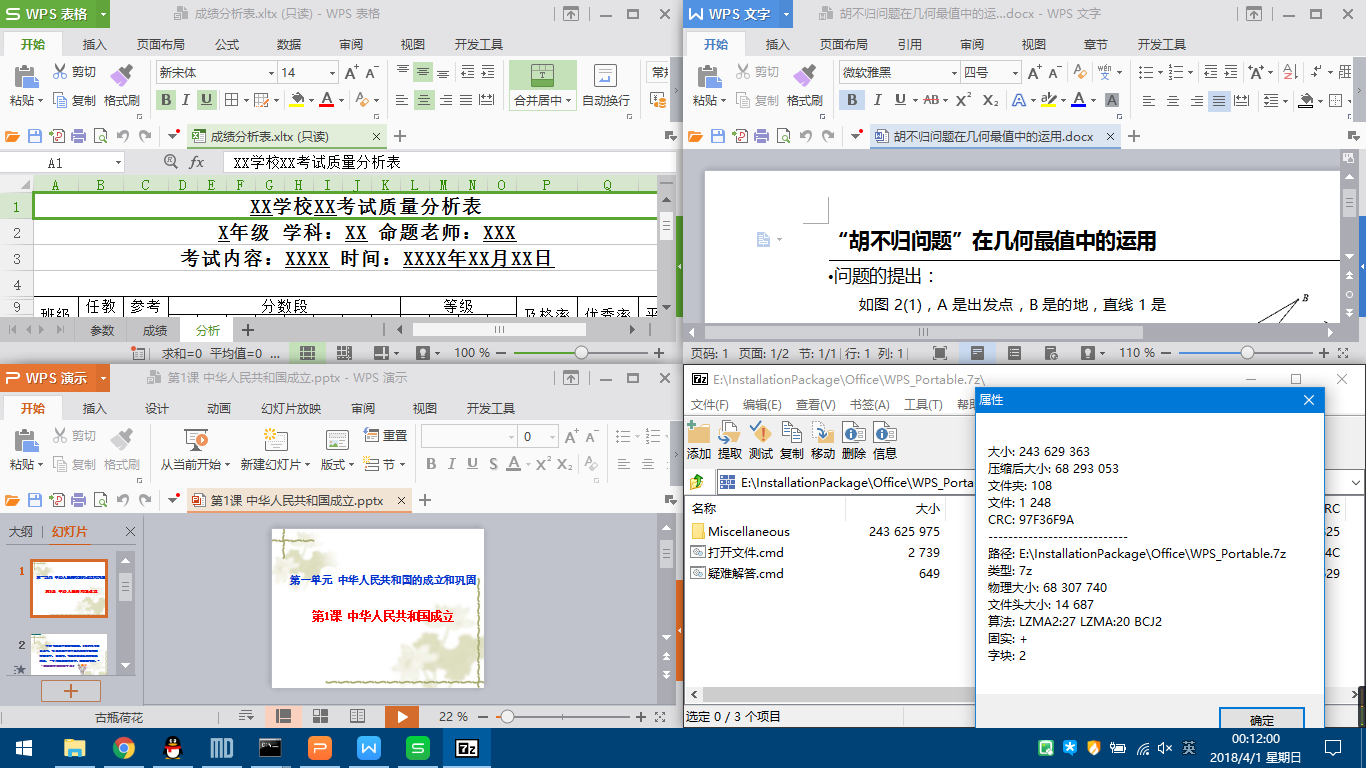 WPS 表格
成绩分析表.xltx (只读) - WPS 表格
开始 插入 页面布局 公式 数据 审阅 视图 开发工具
粘贴 剪切 复制 格式刷 新宋体 14 B I U A 合并居中 自动换行 常规
成绩分析表.xltx (只读)
A1 fx XX学校XX考试质量分析表
A B C D E F G H I J K L M N O P Q
1 XX学校XX考试质量分析表
2 X年级 学科：XX 命题老师：XXX
3 考试内容：XXXX 时间：XXXX年XX月XX日
4
9 班级 任教 参考 分数段 等级 及格率 优秀率
参数 成绩 分析
求和=0 平均值=0 ... 100 %
WPS 文字
胡不归问题在几何最值中的运...docx - WPS 文字
开始 插入 页面布局 引用 审阅 视图 章节 开发工具
粘贴 剪切 复制 格式刷 微软雅黑 四号 B I U AB X² X₂ A
胡不归问题在几何最值中的运用.docx
“胡不归问题”在几何最值中的运用
•问题的提出：
如图 2(1)，A 是出发点，B 是的地，直线 1 是
B
页码: 1 页面: 1/2 节: 1/1 行: 1 列: 1 110 %
WPS 演示
第1课 中华人民共和国成立.pptx - WPS 演示
开始 插入 设计 动画 幻灯片放映 审阅 视图 开发工具
粘贴 剪切 复制 格式刷 从当前开始 新建幻灯片 版式 重置 节 0 B I U S A X² X₂
第1课 中华人民共和国成立.pptx
大纲 幻灯片
1
2
第一单元 中华人民共和国的成立和巩固
第1课 中华人民共和国成立
古瓶荷花 22 %
E:\InstallationPackage\Office\WPS_Portable.7z\
文件(F) 编辑(E) 查看(V) 书签(A) 工具(T) 帮助
添加 提取 测试 复制 移动 删除 信息
E:\InstallationPackage\Office\WPS_Porta
名称 大小 CRC
Miscellaneous 243 625 975
打开文件.cmd 2 739
疑难解答.cmd 649
选定 0 / 3 个项目
属性
大小: 243 629 363
压缩后大小: 68 293 053
文件夹: 108
文件: 1 248
CRC: 97F36F9A
----------------------------
路径: E:\InstallationPackage\Office\WPS_Portable.7z
类型: 7z
物理大小: 68 307 740
文件头大小: 14 687
算法: LZMA2:27 LZMA:20 BCJ2
固实: +
字块: 2
确定
MD P W S 7z 英
00:12:00
2018/4/1 星期日